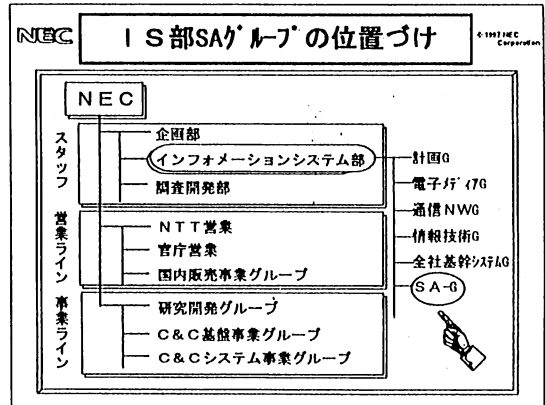 NEC
ＩＳ部SAｸﾞﾙｰﾌﾟの位置づけ
© 1997 NEC
Corporation
ＮＥＣ
スタッフ
企画部
インフォメーションシステム部
調査開発部
営業ライン
ＮＴＴ営業
官庁営業
国内販売事業グループ
事業ライン
研究開発グループ
Ｃ＆Ｃ基盤事業グループ
Ｃ＆Ｃシステム事業グループ
計画G
電子ﾒﾃﾞｨｱG
通信ＮＷG
情報技術G
全社基幹ｼｽﾃﾑG
ＳＡ-G